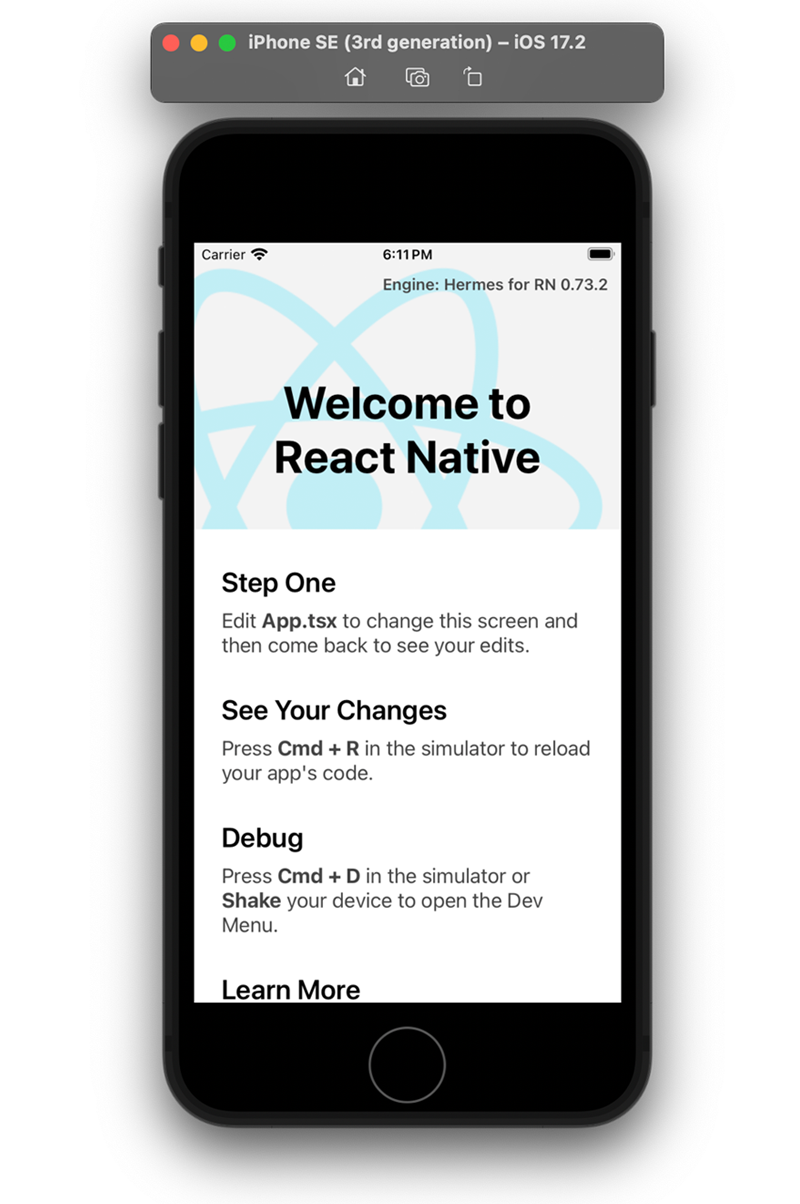 iPhone SE (3rd generation) – iOS 17.2
Carrier 6:11 PM
Engine: Hermes for RN 0.73.2
Welcome to
React Native
Step One
Edit App.tsx to change this screen and
then come back to see your edits.
See Your Changes
Press Cmd + R in the simulator to reload
your app's code.
Debug
Press Cmd + D in the simulator or
Shake your device to open the Dev
Menu.
Learn More